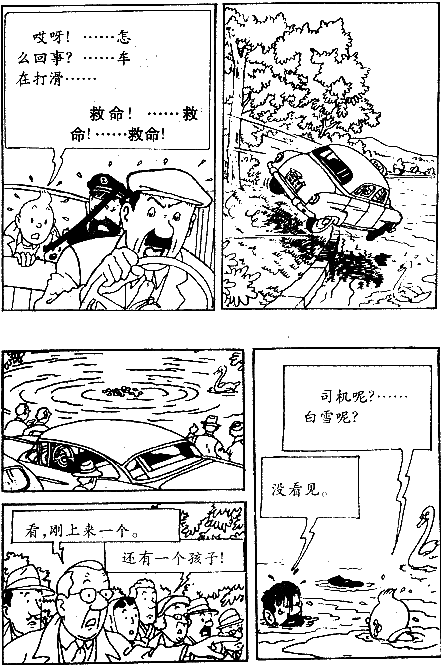 哎呀！……怎
么回事？……车
在打滑……
救命！……救
命！……救命！
看，刚上来一个。
还有一个孩子！
司机呢？……
白雪呢？
没看见。